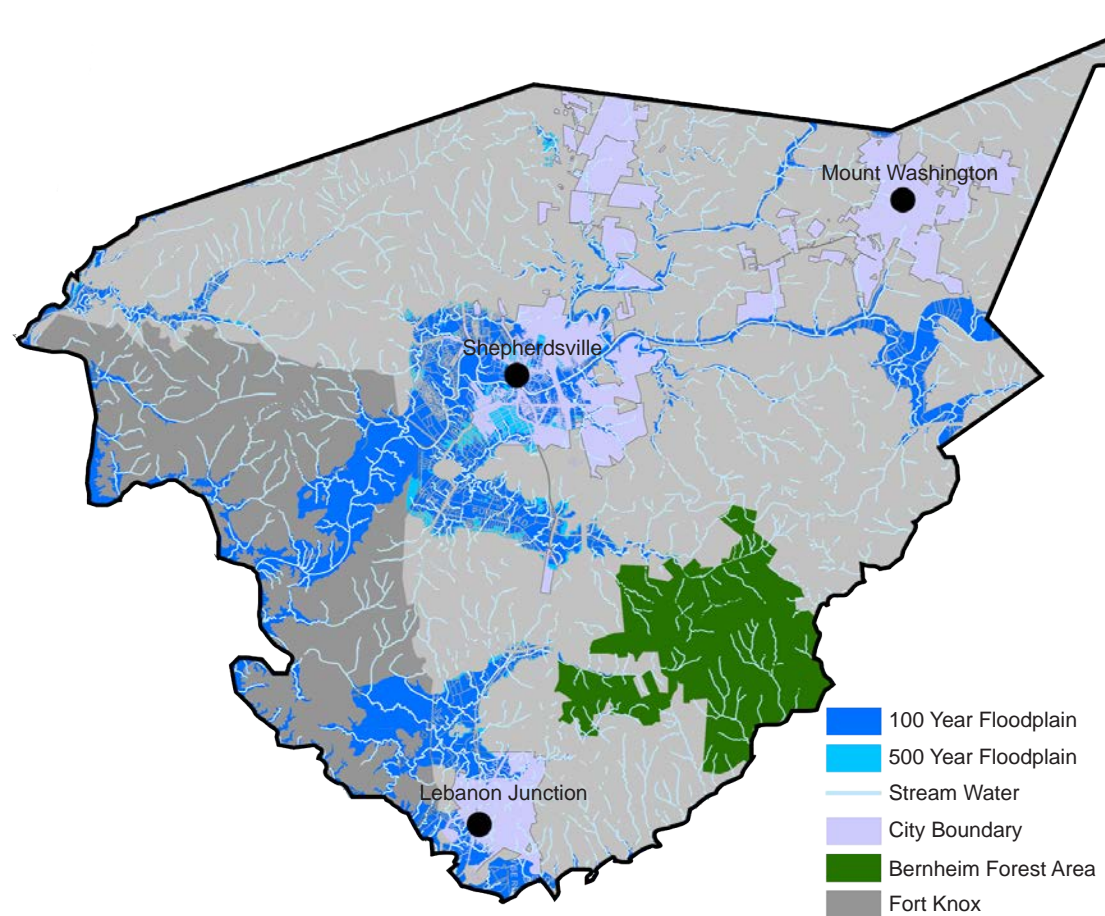 Mount Washington
Shepherdsville
Lebanon Junction
100 Year Floodplain
500 Year Floodplain
Stream Water
City Boundary
Bernheim Forest Area
Fort Knox